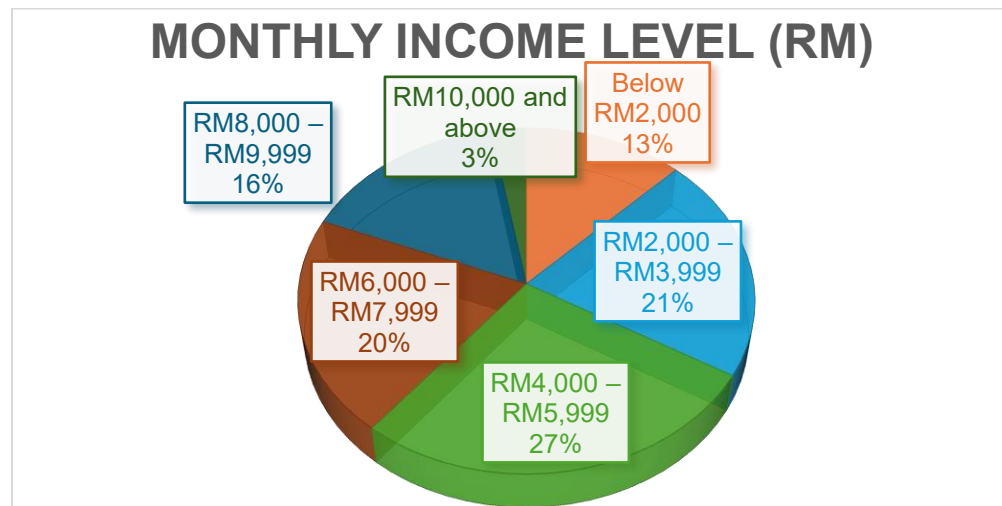 MONTHLY INCOME LEVEL (RM)
Below
RM2,000
13%
RM2,000 –
RM3,999
21%
RM4,000 –
RM5,999
27%
RM6,000 –
RM7,999
20%
RM8,000 –
RM9,999
16%
RM10,000 and
above
3%